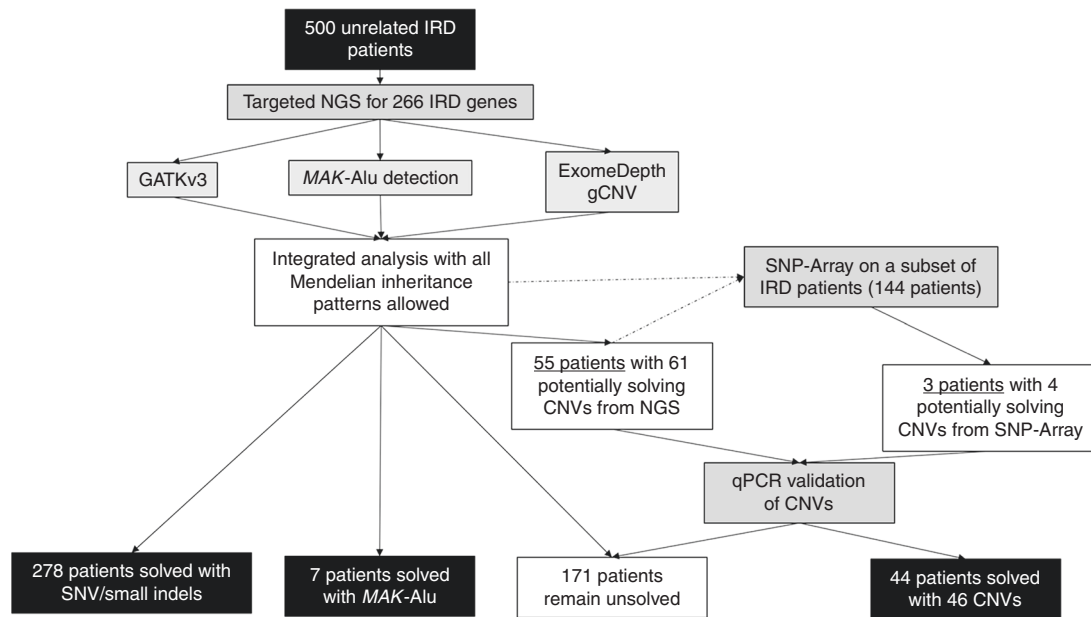 500 unrelated IRD
patients
Targeted NGS for 266 IRD genes
GATKv3
MAK-Alu detection
ExomeDepth
gCNV
Integrated analysis with all
Mendelian inheritance
patterns allowed
SNP-Array on a subset of
IRD patients (144 patients)
55 patients with 61
potentially solving
CNVs from NGS
3 patients with 4
potentially solving
CNVs from SNP-Array
qPCR validation
of CNVs
278 patients solved with
SNV/small indels
7 patients solved
with MAK-Alu
171 patients
remain unsolved
44 patients solved
with 46 CNVs